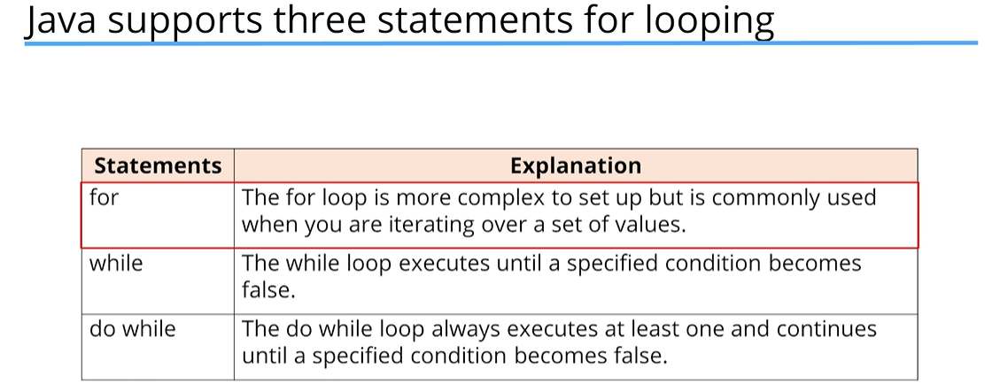 Java supports three statements for looping
Statements Explanation
for The for loop is more complex to set up but is commonly used
when you are iterating over a set of values.
while The while loop executes until a specified condition becomes
false.
do while The do while loop always executes at least one and continues
until a specified condition becomes false.